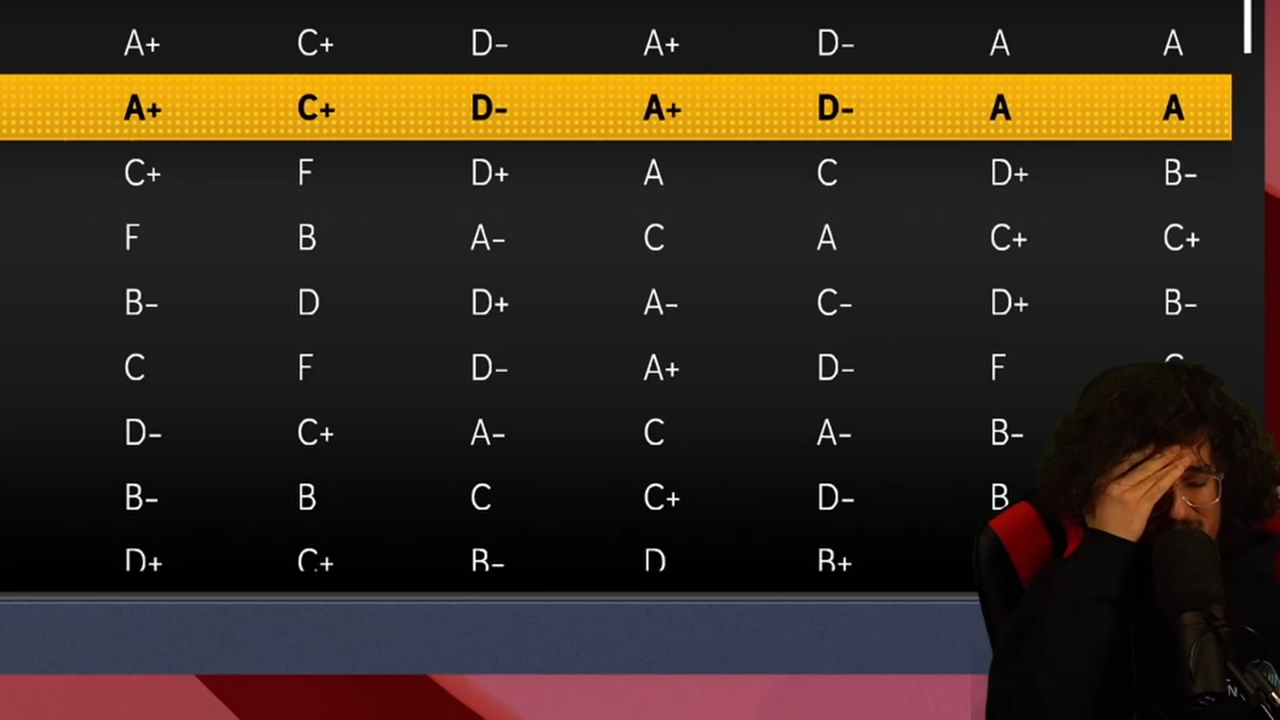 A+ C+ D- A+ D- A A
A+ C+ D- A+ D- A A
C+ F D+ A C D+ B-
F B A- C A C+ C+
B- D D+ A- C- D+ B-
C F D- A+ D- F
D- C+ A- C A- B-
B- B C C+ D- B
D+ C+ B- D B+